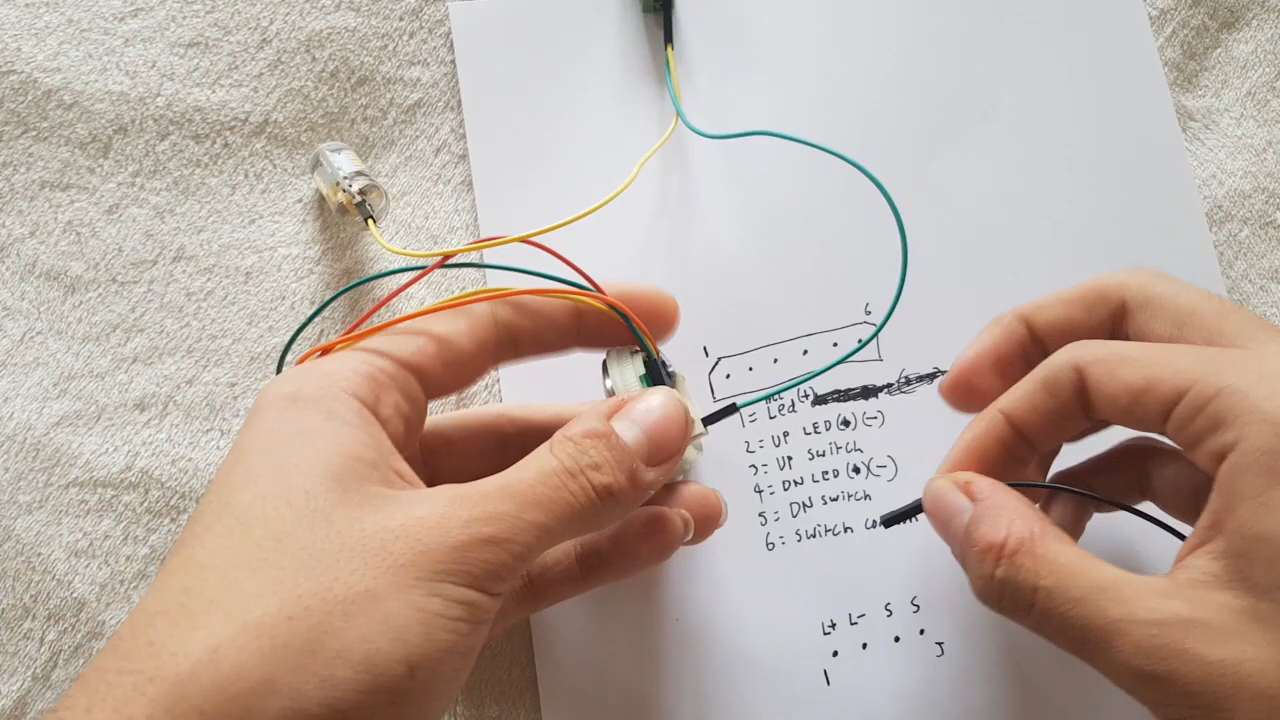 6
1
1= Led (+)
2= UP LED (-)
3= UP switch
4= DN LED (-)
5= DN switch
6= switch
L+ L- S S
1 J